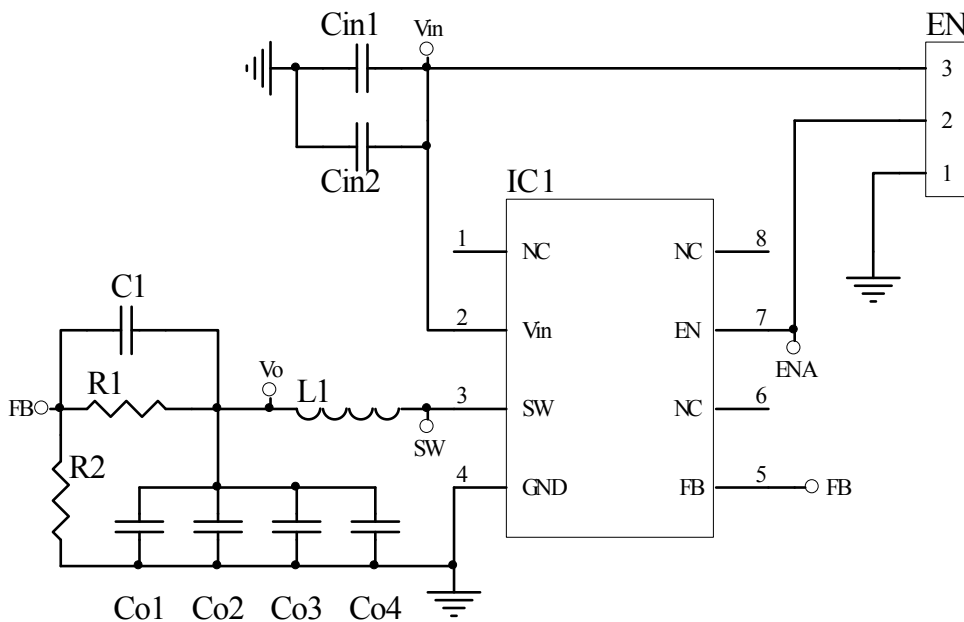 Cin1
Vin
EN
3
Cin2
2
1
IC1
1 NC
NC 8
C1
2 Vin
EN 7
ENA
R1
Vo
L1
3 SW
NC 6
FB
SW
R2
4 GND
FB 5
FB
Co1 Co2 Co3 Co4